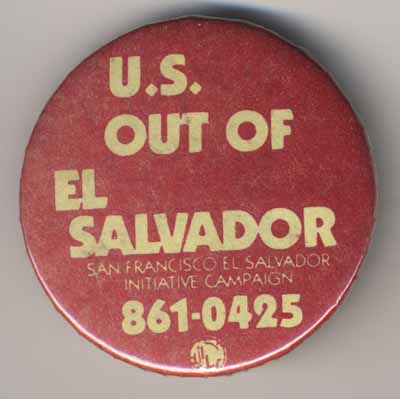 U.S.
OUT OF
EL
SALVADOR
SAN FRANCISCO EL SALVADOR
INITIATIVE CAMPAIGN
861-0425